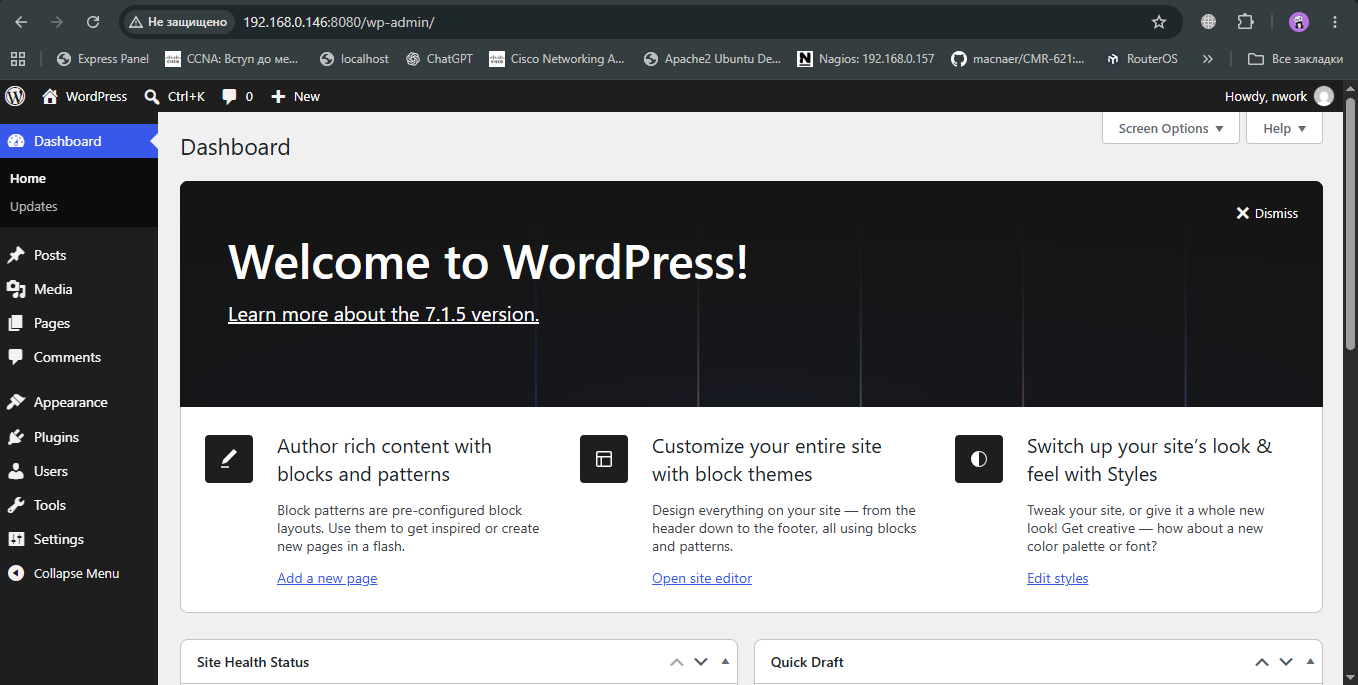 Не защищено 192.168.0.146:8080/wp-admin/
Express Panel CCNA: Вступ до ме... localhost ChatGPT Cisco Networking A... Apache2 Ubuntu De... Nagios: 192.168.0.157 macnaer/CMR-621:... RouterOS » Все закладки
WordPress Ctrl+K 0 New Howdy, nwork
Dashboard
Home
Updates
Posts
Media
Pages
Comments
Appearance
Plugins
Users
Tools
Settings
Collapse Menu
Screen Options Help
Dashboard
Dismiss
Welcome to WordPress!
Learn more about the 7.1.5 version.
Author rich content with
blocks and patterns
Block patterns are pre-configured block
layouts. Use them to get inspired or create
new pages in a flash.
Add a new page
Customize your entire site
with block themes
Design everything on your site — from the
header down to the footer, all using blocks
and patterns.
Open site editor
Switch up your site’s look &
feel with Styles
Tweak your site, or give it a whole new
look! Get creative — how about a new
color palette or font?
Edit styles
Site Health Status
Quick Draft